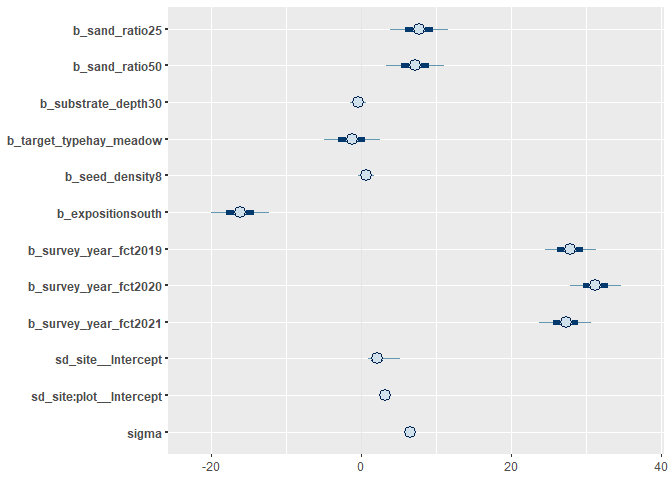 b_sand_ratio25
b_sand_ratio50
b_substrate_depth30
b_target_typehay_meadow
b_seed_density8
b_expositionsouth
b_survey_year_fct2019
b_survey_year_fct2020
b_survey_year_fct2021
sd_site__Intercept
sd_site:plot__Intercept
sigma
-20 0 20 40